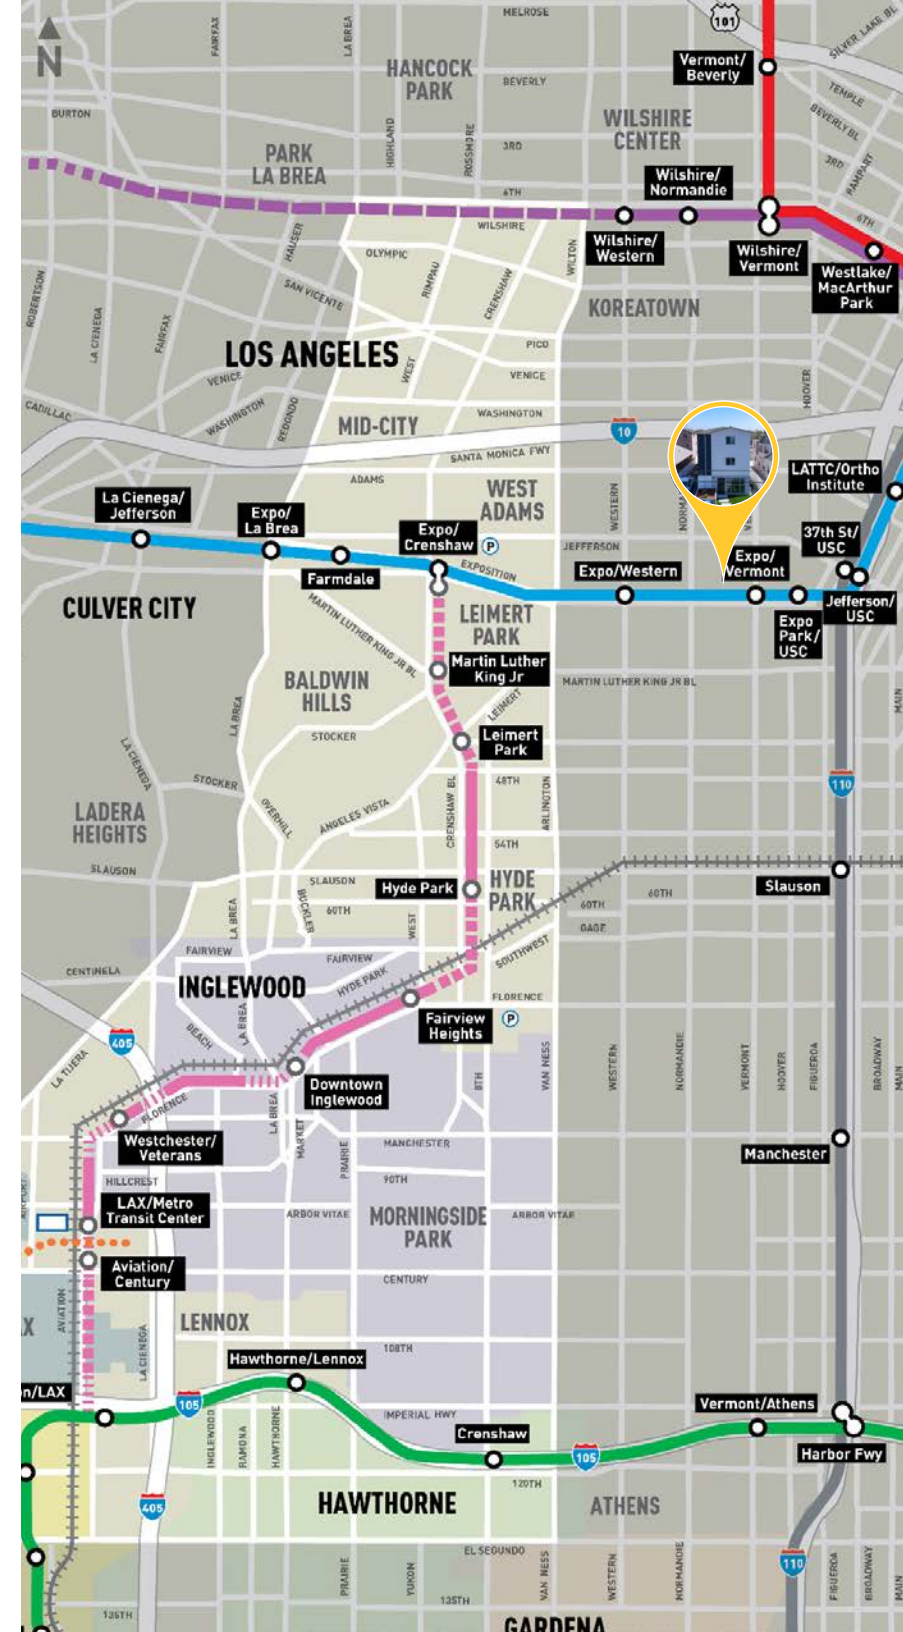 N
MELROSE
101
FAIRFAX
LA BREA
SILVER LAKE BL
HANCOCK
PARK
Vermont/
Beverly
BEVERLY
TEMPLE
BEVERLY BL
BURTON
WILSHIRE
CENTER
HIGHLAND
ROSSMORE
3RD
3RD
RAMPART
PARK
LA BREA
6TH
Wilshire/
Normandie
6TH
WILSHIRE
Wilshire/
Western
Wilshire/
Vermont
Westlake/
MacArthur
Park
HAUSER
OLYMPIC
RIMPAU
CRENSHAW
WILTON
ROBERTSON
LA CIENEGA
FAIRFAX
SAN VICENTE
KOREATOWN
LOS ANGELES
PICO
WEST
VENICE
VENICE
HOOVER
CADILLAC
WASHINGTON
REDONDO
MID-CITY
WASHINGTON
10
SANTA MONICA FWY
ADAMS
WEST
ADAMS
WESTERN
LATTC/Ortho
Institute
La Cienega/
Jefferson
Expo/
La Brea
Expo/
Crenshaw
P
JEFFERSON
37th St/
USC
Farmdale
EXPOSITION
Expo/Western
Expo/
Vermont
Expo
Park/
USC
Jefferson/
USC
CULVER CITY
MARTIN LUTHER KING JR BL
LEIMERT
PARK
Martin Luther
King Jr
MARTIN LUTHER KING JR BL
BALDWIN
HILLS
LEIMERT
MAIN
LA BREA
STOCKER
Leimert
Park
LA CIENEGA
STOCKER
48TH
110
LADERA
HEIGHTS
OVERHILL
ANGELES VISTA
CRENSHAW BL
ARLINGTON
54TH
SLAUSON
SLAUSON
Hyde Park
HYDE
PARK
Slauson
60TH
60TH
60TH
LA BREA
WEST
GAGE
FAIRVIEW
FAIRVIEW
SOUTHWEST
CENTINELA
INGLEWOOD
HYDE PARK
FLORENCE
Fairview
Heights
P
405
BEACH
LA BREA
LA TIJERA
8TH
VAN NESS
WESTERN
NORMANDIE
VERMONT
HOOVER
FIGUEROA
BROADWAY
MAIN
Downtown
Inglewood
FLORENCE
LA BREA
MARKET
Westchester/
Veterans
PRAIRIE
MANCHESTER
Manchester
HILLCREST
90TH
LAX/Metro
Transit Center
ARBOR VITAE
MORNINGSIDE
PARK
ARBOR VITAE
Aviation/
Century
CENTURY
AVIATION
LA CIENEGA
LENNOX
108TH
Hawthorne/Lennox
n/LAX
105
IMPERIAL HWY
Vermont/Athens
INGLEWOOD
RAMONA
HAWTHORNE
Crenshaw
105
Harbor Fwy
120TH
405
HAWTHORNE
ATHENS
EL SEGUNDO
110
PRAIRIE
YUKON
VAN NESS
WESTERN
NORMANDIE
FIGUEROA
BROADWAY
MAIN
135TH
135TH
GARDENA